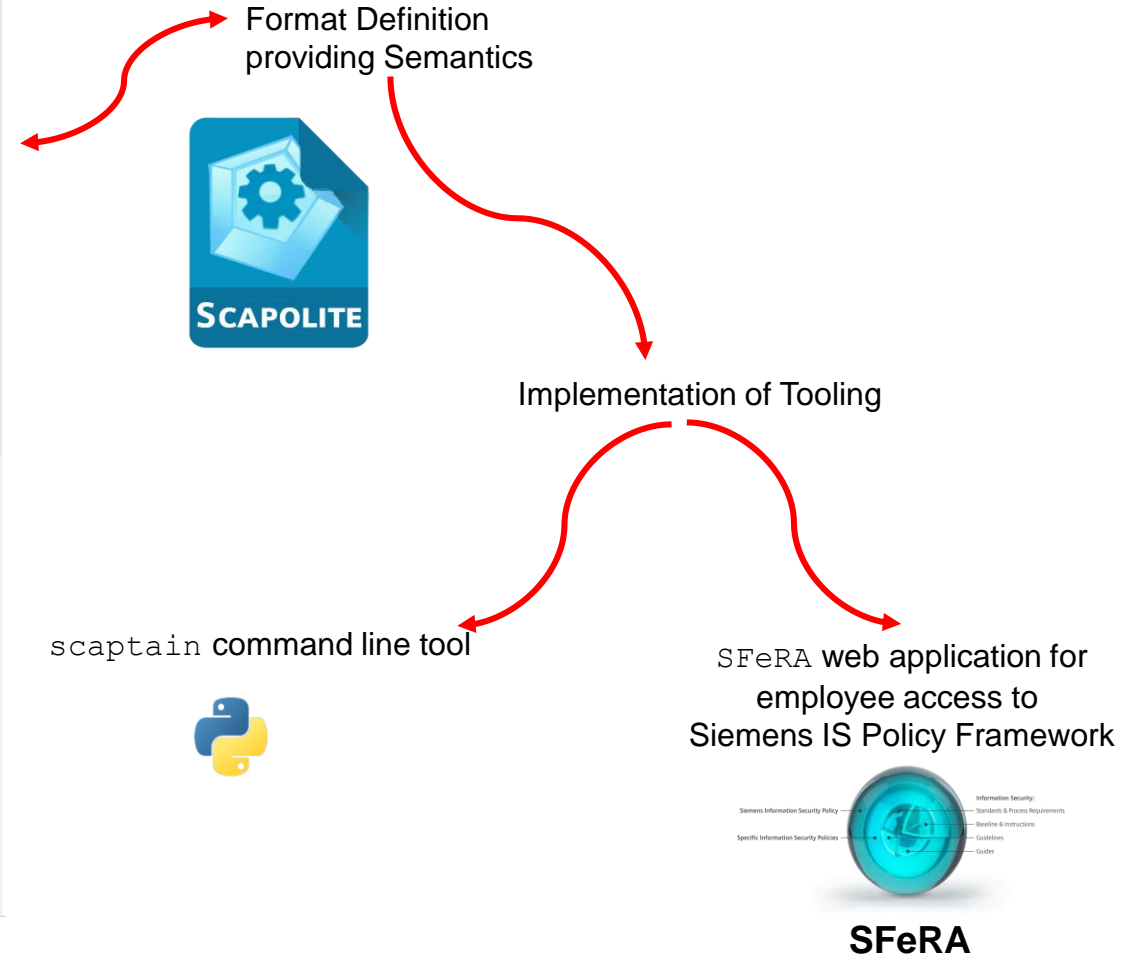 Format Definition
providing Semantics
SCAPOLITE
Implementation of Tooling
scaptain command line tool
SFeRA web application for
employee access to
Siemens IS Policy Framework
Information Security:
Siemens Information Security Policy
Standards & Process Requirements
Baseline & Instructions
Specific Information Security Policies
Guidelines
Guides
SFeRA